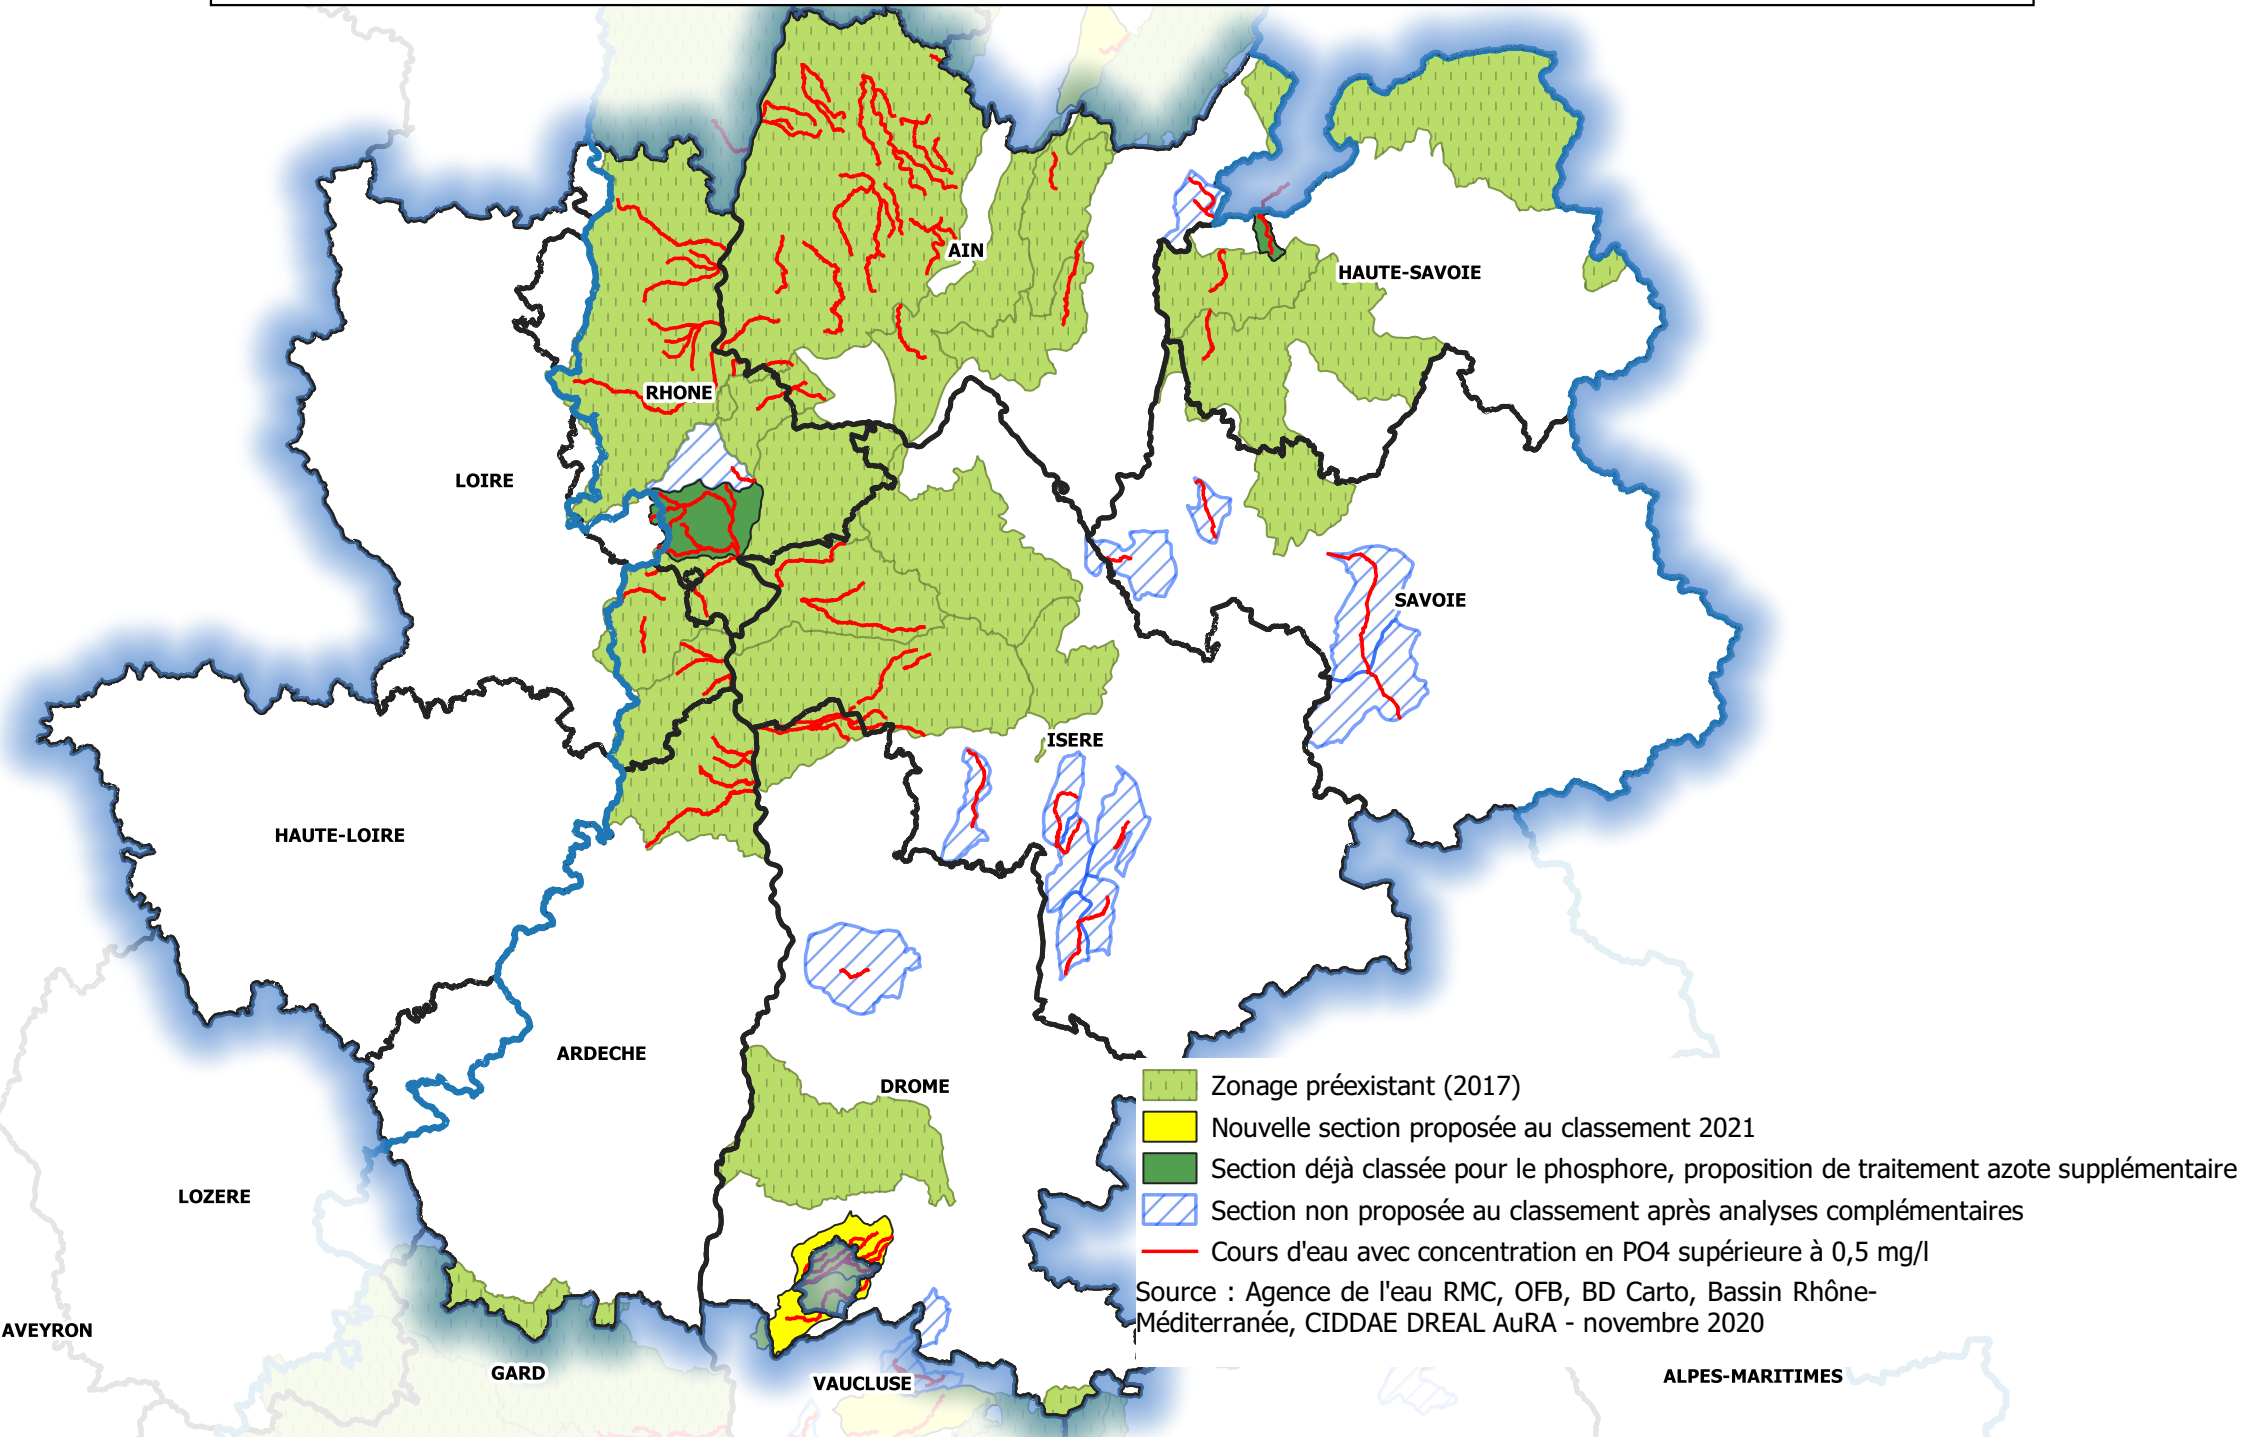 AIN
HAUTE-SAVOIE
RHONE
LOIRE
SAVOIE
ISERE
HAUTE-LOIRE
ARDECHE
DROME
LOZERE
AVEYRON
GARD
VAUCLUSE
ALPES-MARITIMES
Zonage préexistant (2017)
Nouvelle section proposée au classement 2021
Section déjà classée pour le phosphore, proposition de traitement azote supplémentaire
Section non proposée au classement après analyses complémentaires
Cours d'eau avec concentration en PO4 supérieure à 0,5 mg/l
Source : Agence de l'eau RMC, OFB, BD Carto, Bassin Rhône-
Méditerranée, CIDDAE DREAL AuRA - novembre 2020